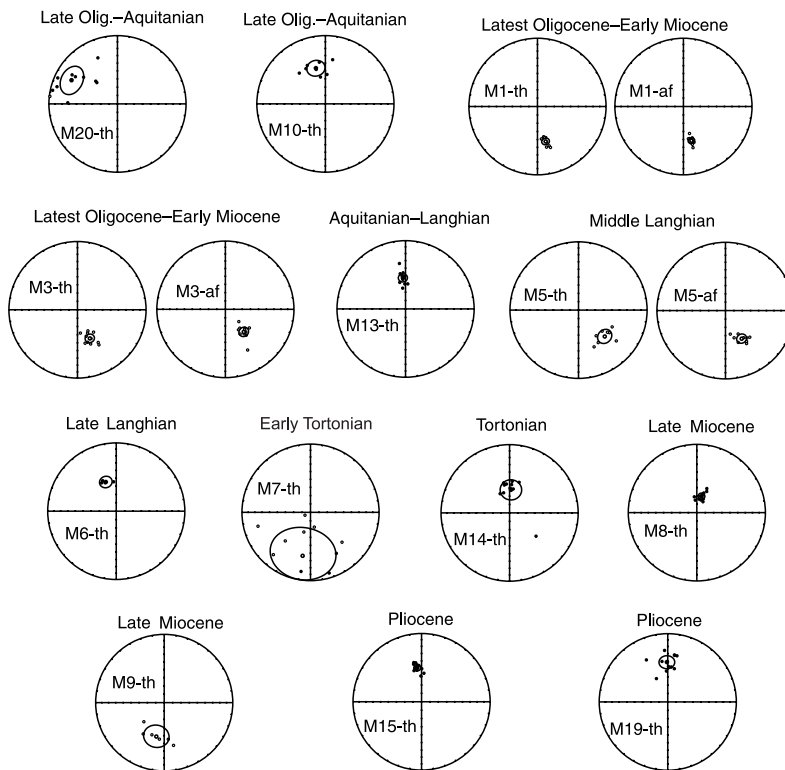 Late Olig.–Aquitanian
Late Olig.–Aquitanian
Latest Oligocene–Early Miocene
M20-th
M10-th
M1-th
M1-af
Latest Oligocene–Early Miocene
Aquitanian–Langhian
Middle Langhian
M3-th
M3-af
M13-th
M5-th
M5-af
Late Langhian
Early Tortonian
Tortonian
Late Miocene
M6-th
M7-th
M14-th
M8-th
Late Miocene
Pliocene
Pliocene
M9-th
M15-th
M19-th